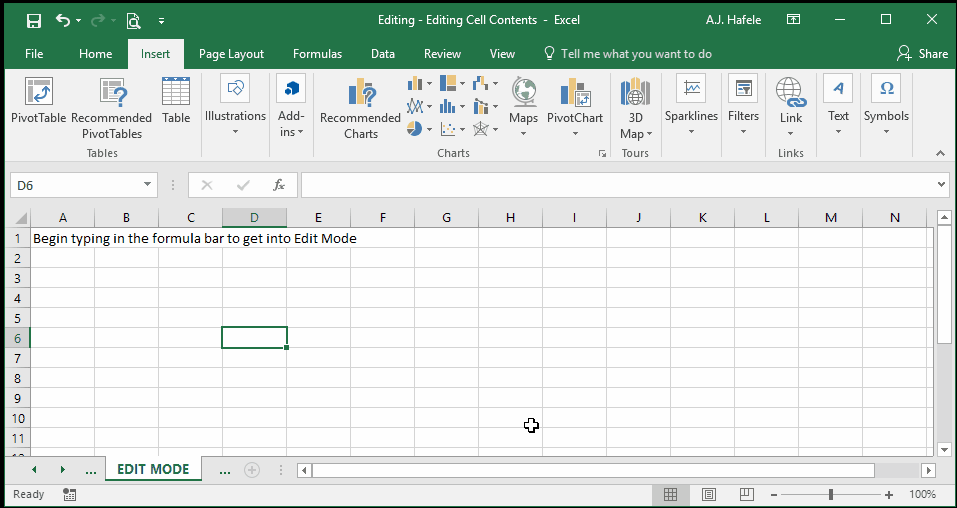 Editing - Editing Cell Contents - Excel
A.J. Hafele
File Home Insert Page Layout Formulas Data Review View Tell me what you want to do Share
PivotTable
Recommended
PivotTables
Table
Illustrations
Add-
ins
Recommended
Charts
Maps
PivotChart
3D
Map
Sparklines
Filters
Link
Text
Symbols
Tables
Charts
Tours
Links
D6
fx
A B C D E F G H I J K L M N
1 Begin typing in the formula bar to get into Edit Mode
2
3
4
5
6
7
8
9
10
11
12
... EDIT MODE ...
Ready
100%